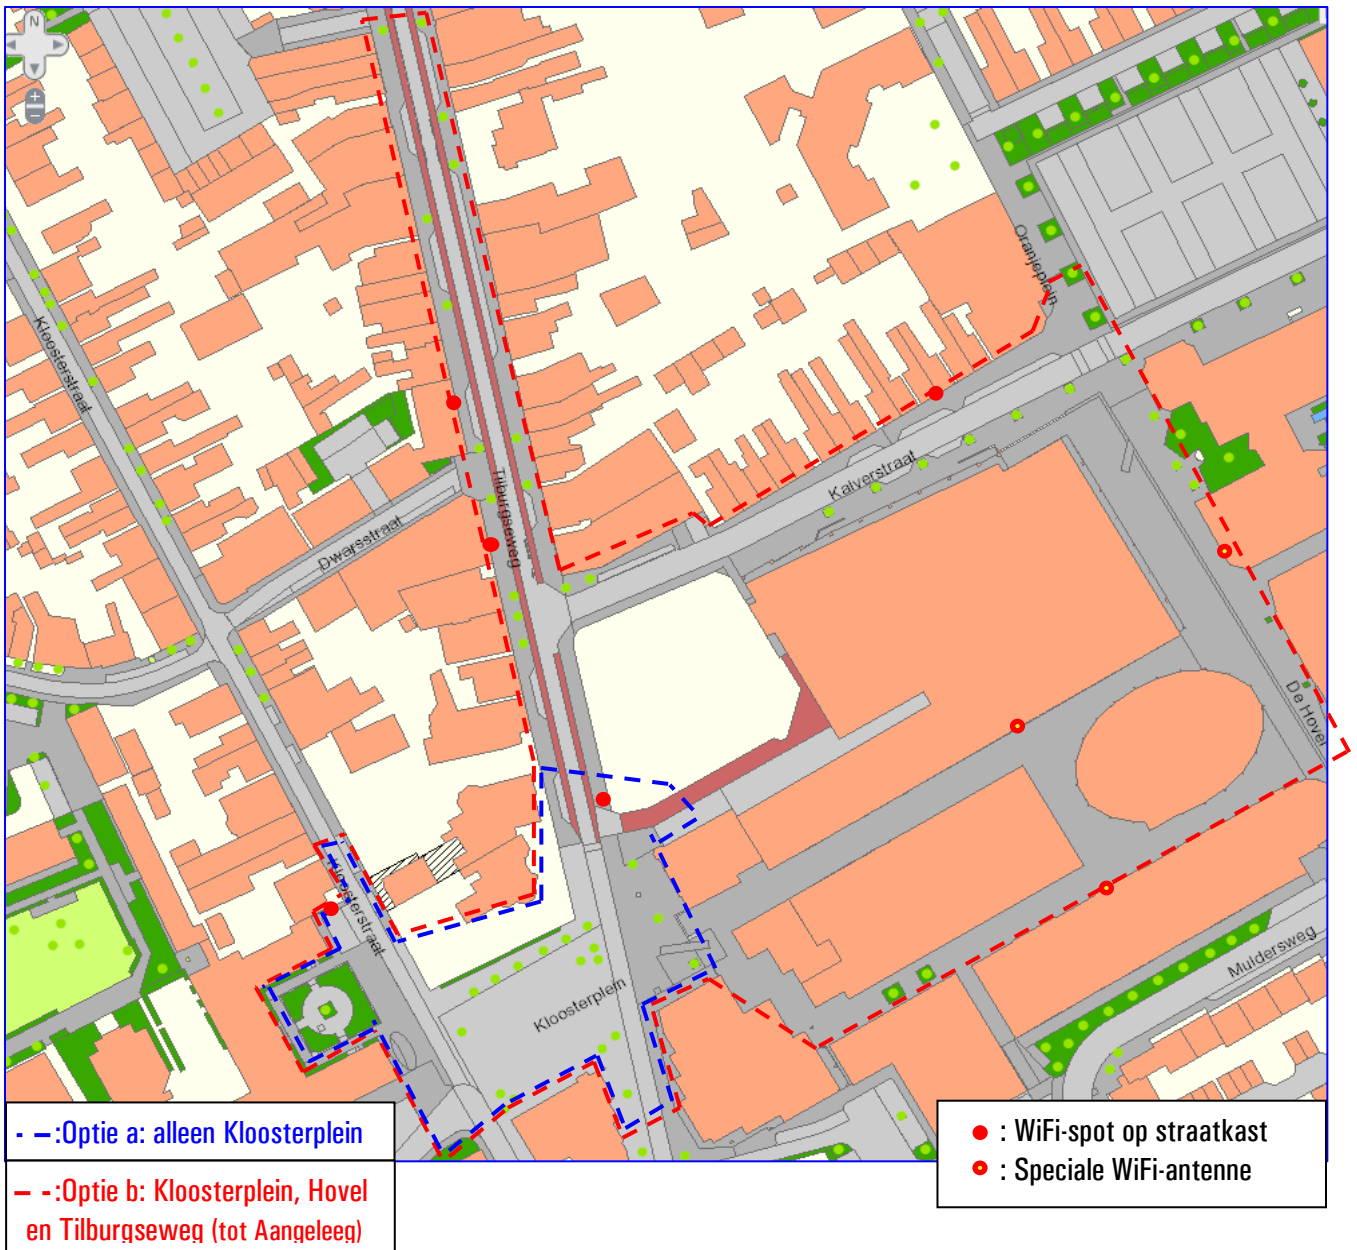 N
Oranjeplein
Kloosterstraat
Kalverstraat
Tilburgseweg
Dwarsstraat
De Hovel
Kloosterstraat
Muldersweg
Kloosterplein
- – :Optie a: alleen Kloosterplein
– - :Optie b: Kloosterplein, Hovel
en Tilburgseweg (tot Aangeleeg)
: WiFi-spot op straatkast
: Speciale WiFi-antenne